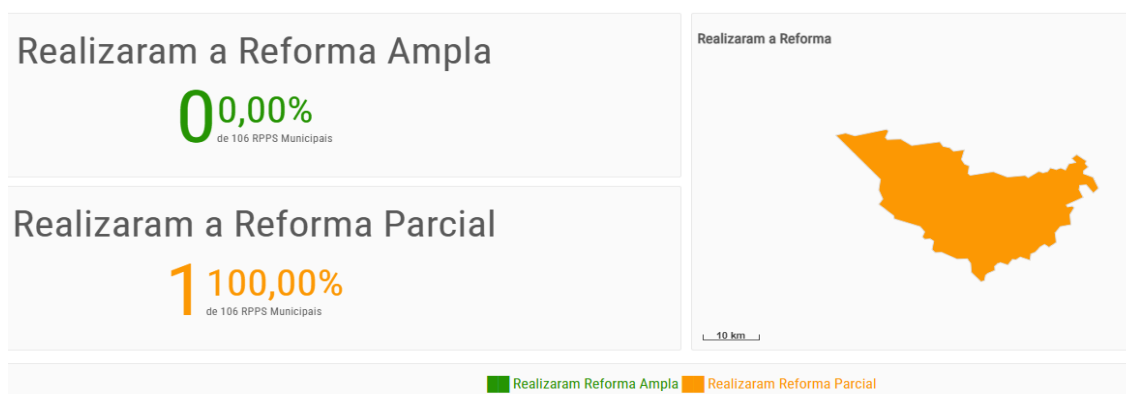 Realizaram a Reforma Ampla
0 0,00%
de 106 RPPS Municipais
Realizaram a Reforma Parcial
1 100,00%
de 106 RPPS Municipais
Realizaram a Reforma
10 km
Realizaram Reforma Ampla Realizaram Reforma Parcial